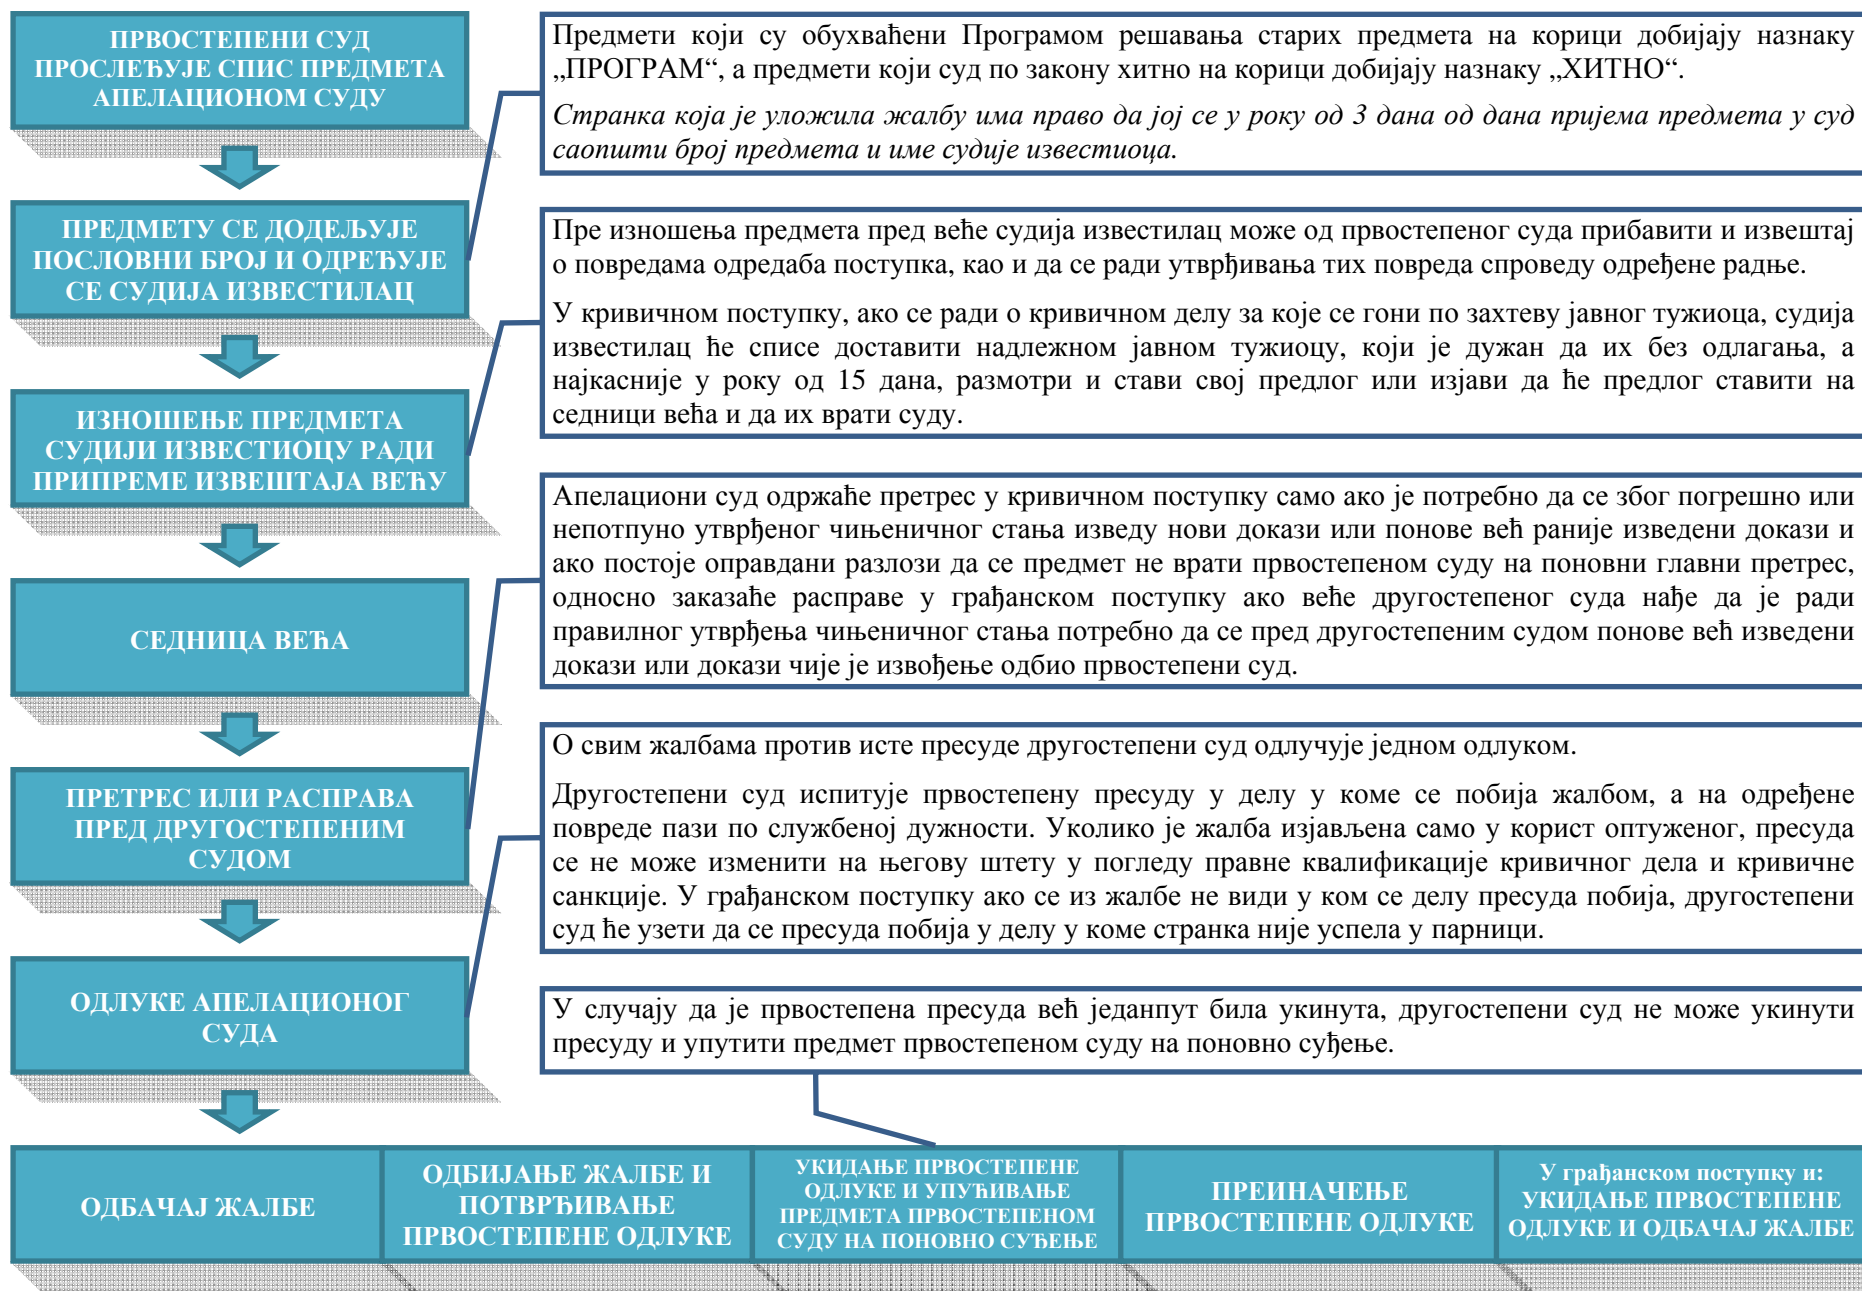 ПРВОСТЕПЕНИ СУД
ПРОСЛЕЂУЈЕ СПИС ПРЕДМЕТА
АПЕЛАЦИОНОМ СУДУ
Предмети који су обухваћени Програмом решавања старих предмета на корици добијају назнаку
„ПРОГРАМ“, а предмети који суд по закону хитно на корици добијају назнаку „ХИТНО“.
Странка која је уложила жалбу има право да јој се у року од 3 дана од дана пријема предмета у суд
саопшти број предмета и име судије известиоца.
ПРЕДМЕТУ СЕ ДОДЕЉУЈЕ
ПОСЛОВНИ БРОЈ И ОДРЕЂУЈЕ
СЕ СУДИЈА ИЗВЕСТИЛАЦ
Пре изношења предмета пред веће судија известилац може од првостепеног суда прибавити и извештај
о повредама одредаба поступка, као и да се ради утврђивања тих повреда спроведу одређене радње.
У кривичном поступку, ако се ради о кривичном делу за које се гони по захтеву јавног тужиоца, судија
известилац ће списе доставити надлежном јавном тужиоцу, који је дужан да их без одлагања, а
најкасније у року од 15 дана, размотри и стави свој предлог или изјави да ће предлог ставити на
седници већа и да их врати суду.
ИЗНОШЕЊЕ ПРЕДМЕТА
СУДИЈИ ИЗВЕСТИОЦУ РАДИ
ПРИПРЕМЕ ИЗВЕШТАЈА ВЕЋУ
Апелациони суд одржаће претрес у кривичном поступку само ако је потребно да се због погрешно или
непотпуно утврђеног чињеничног стања изведу нови докази или понове већ раније изведени докази и
ако постоје оправдани разлози да се предмет не врати првостепеном суду на поновни главни претрес,
односно заказаће расправе у грађанском поступку ако веће другостепеног суда нађе да је ради
правилног утврђења чињеничног стања потребно да се пред другостепеним судом понове већ изведени
докази или докази чије је извођење одбио првостепени суд.
СЕДНИЦА ВЕЋА
ПРЕТРЕС ИЛИ РАСПРАВА
ПРЕД ДРУГОСТЕПЕНИМ
СУДОМ
О свим жалбама против исте пресуде другостепени суд одлучује једном одлуком.
Другостепени суд испитује првостепену пресуду у делу у коме се побија жалбом, а на одређене
повреде пази по службеној дужности. Уколико је жалба изјављена само у корист оптуженог, пресуда
се не може изменити на његову штету у погледу правне квалификације кривичног дела и кривичне
санкције. У грађанском поступку ако се из жалбе не види у ком се делу пресуда побија, другостепени
суд ће узети да се пресуда побија у делу у коме странка није успела у парници.
ОДЛУКЕ АПЕЛАЦИОНОГ
СУДА
У случају да је првостепена пресуда већ једанпут била укинута, другостепени суд не може укинути
пресуду и упутити предмет првостепеном суду на поновно суђење.
ОДБАЧАЈ ЖАЛБЕ
ОДБИЈАЊЕ ЖАЛБЕ И
ПОТВРЂИВАЊЕ
ПРВОСТЕПЕНЕ ОДЛУКЕ
УКИДАЊЕ ПРВОСТЕПЕНЕ
ОДЛУКЕ И УПУЋИВАЊЕ
ПРЕДМЕТА ПРВОСТЕПЕНОМ
СУДУ НА ПОНОВНО СУЂЕЊЕ
ПРЕИНАЧЕЊЕ
ПРВОСТЕПЕНЕ ОДЛУКЕ
У грађанском поступку и:
УКИДАЊЕ ПРВОСТЕПЕНЕ
ОДЛУКЕ И ОДБАЧАЈ ЖАЛБЕ